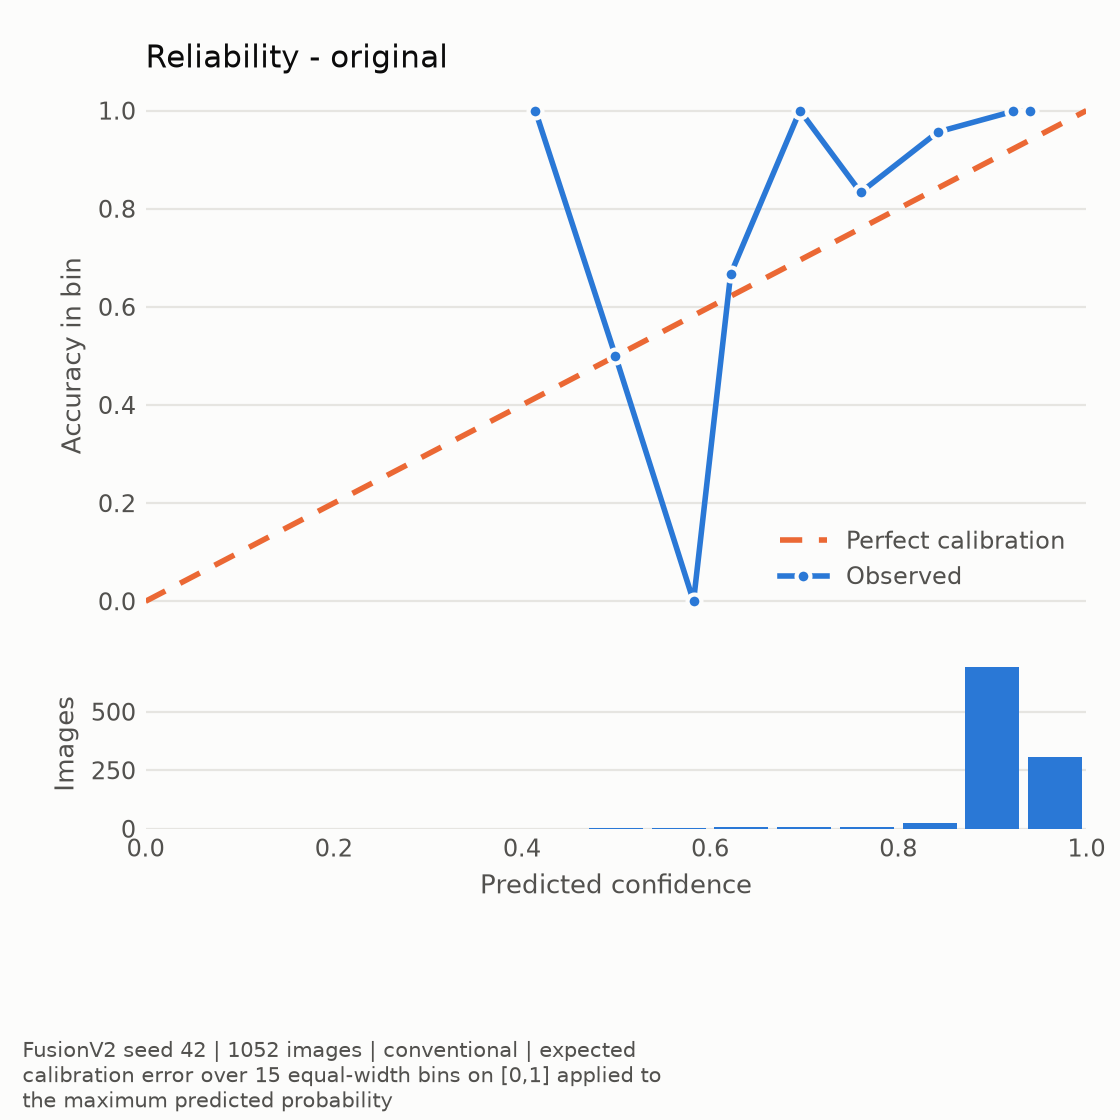 Reliability - original
1.0
0.8
0.6
0.4
0.2
0.0
Accuracy in bin
Perfect calibration
Observed
500
250
0
Images
0.0 0.2 0.4 0.6 0.8 1.0
Predicted confidence
FusionV2 seed 42 | 1052 images | conventional | expected
calibration error over 15 equal-width bins on [0,1] applied to
the maximum predicted probability